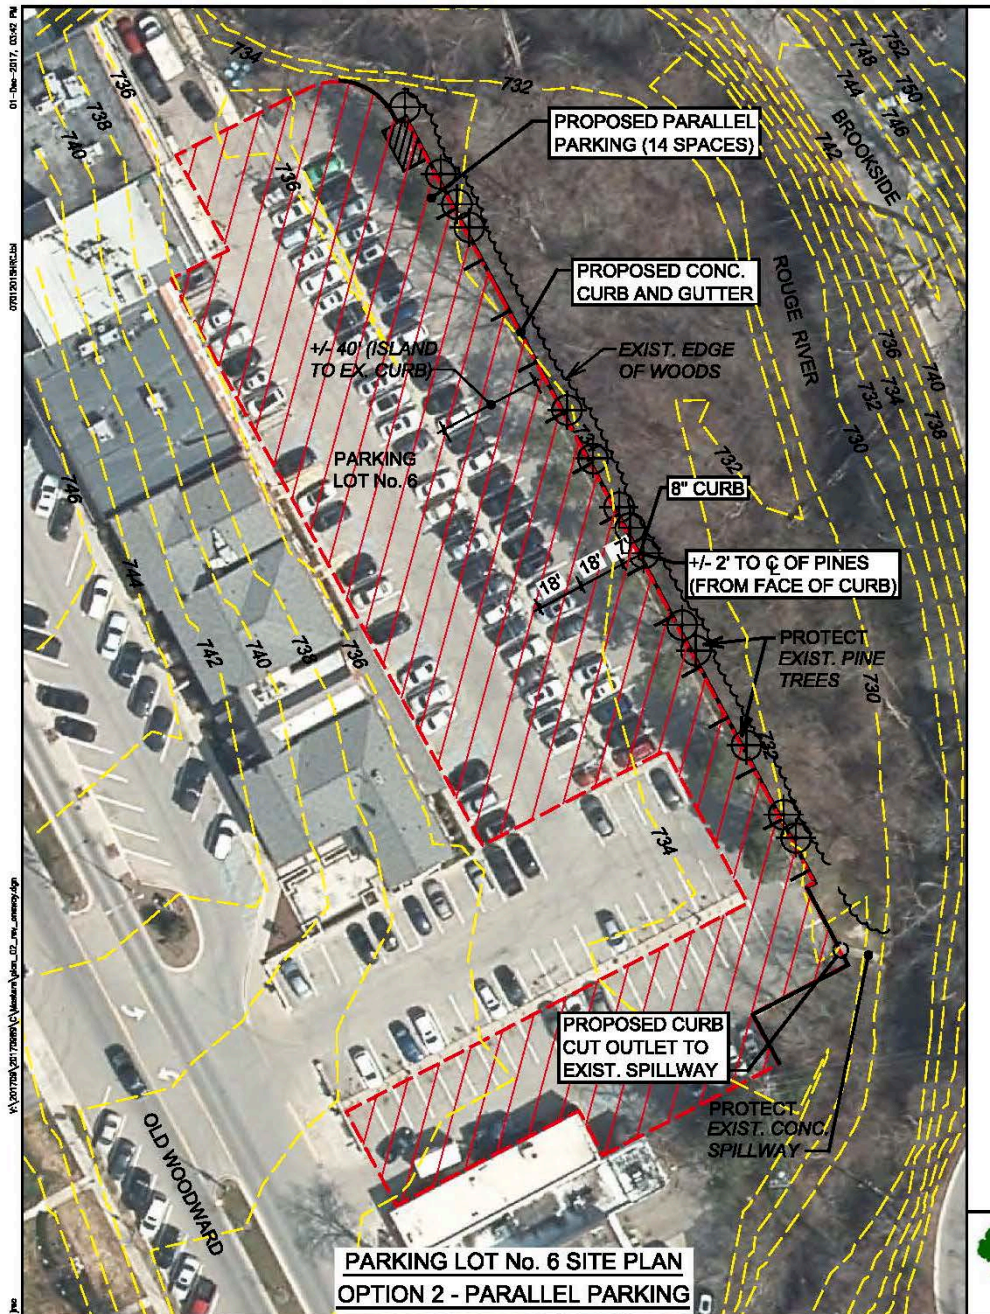 01-Dec-2017, 03:42 PM
734
732
752
748
750
744
746
742
BROOKSIDE
736
738
740
PROPOSED PARALLEL
PARKING (14 SPACES)
736
PROPOSED CONC.
CURB AND GUTTER
ROUGE RIVER
+/- 40' (ISLAND
TO EX. CURB)
EXIST. EDGE
OF WOODS
736
734
732
730
740
738
PARKING
LOT No. 6
732
8" CURB
746
744
18'
18'
7'
+/- 2' TO ℄ OF PINES
(FROM FACE OF CURB)
742
740
738
736
PROTECT
EXIST. PINE
TREES
730
732
734
PROPOSED CURB
CUT OUTLET TO
EXIST. SPILLWAY
PROTECT
EXIST. CONC.
SPILLWAY
OLD WOODWARD
PARKING LOT No. 6 SITE PLAN
OPTION 2 - PARALLEL PARKING